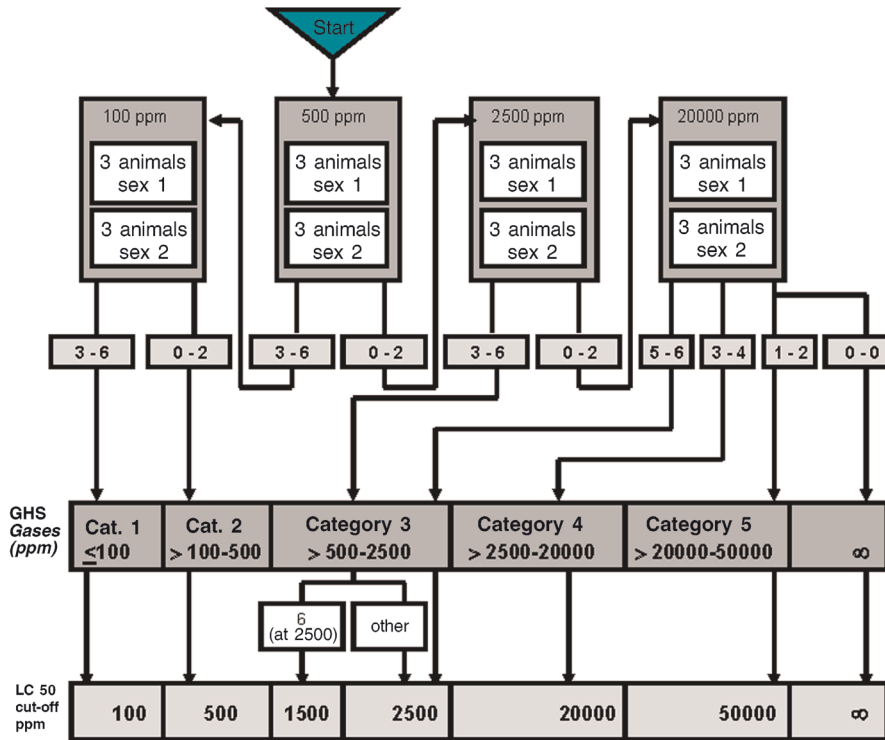 Start
100 ppm
3 animals
sex 1
3 animals
sex 2
500 ppm
3 animals
sex 1
3 animals
sex 2
2500 ppm
3 animals
sex 1
3 animals
sex 2
20000 ppm
3 animals
sex 1
3 animals
sex 2
3 - 6
0 - 2
3 - 6
0 - 2
3 - 6
0 - 2
5 - 6
3 - 4
1 - 2
0 - 0
GHS
Gases
(ppm)
Cat. 1
≤100
Cat. 2
> 100-500
Category 3
> 500-2500
Category 4
> 2500-20000
Category 5
> 20000-50000
∞
6
(at 2500)
other
LC 50
cut-off
ppm
100
500
1500
2500
20000
50000
∞